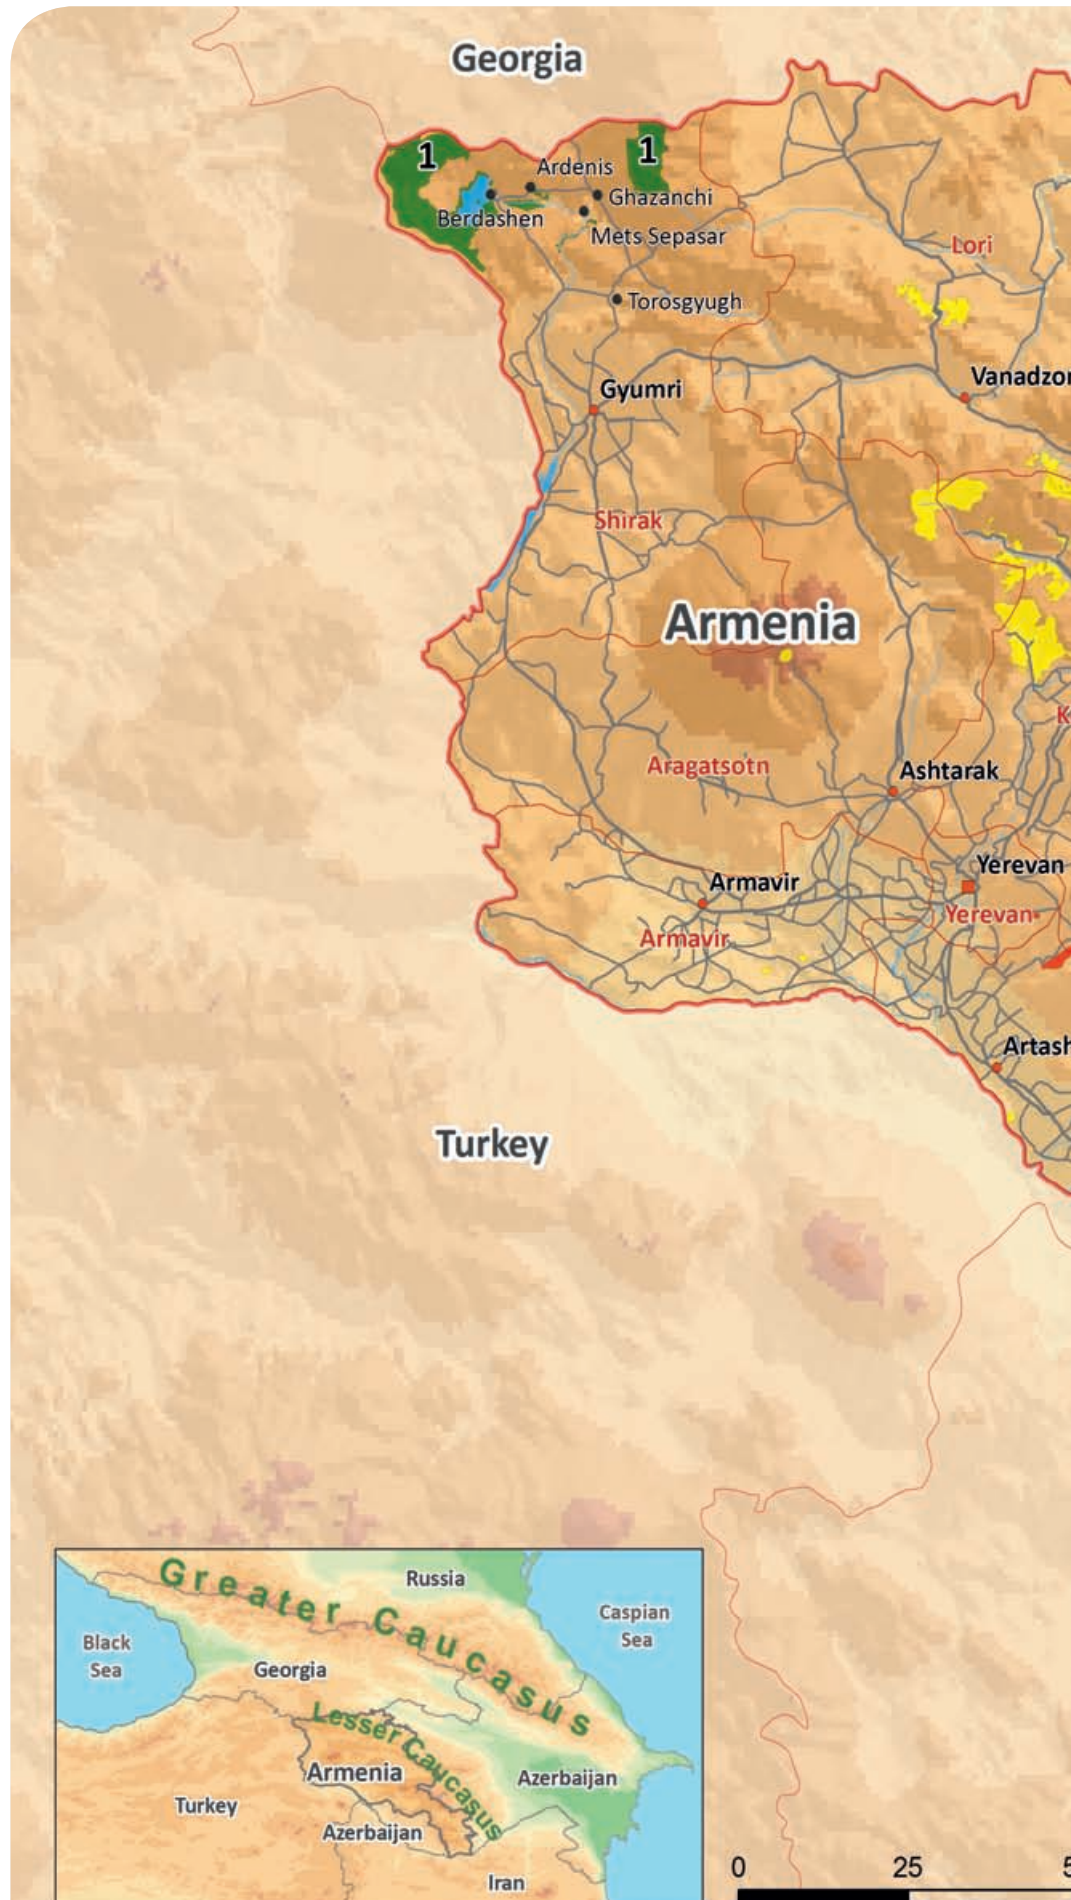 Georgia
1
1
Ardenis
Ghazanchi
Berdashen
Mets Sepasar
Lori
Torosgyugh
Vanadzor
Gyumri
Shirak
Armenia
K
Aragatsotn
Ashtarak
Yerevan
Armavir
Yerevan
Armavir
Artash
Turkey
Greater Caucasus
Russia
Caspian
Sea
Black
Sea
Georgia
Lesser Caucasus
Armenia
Azerbaijan
Turkey
Azerbaijan
Iran
0 25 5